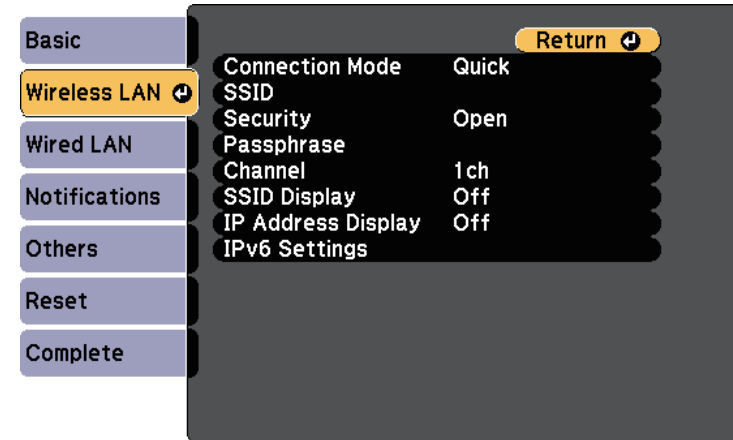 Basic
Wireless LAN
Wired LAN
Notifications
Others
Reset
Complete
Return
Connection Mode Quick
SSID
Security Open
Passphrase
Channel 1ch
SSID Display Off
IP Address Display Off
IPv6 Settings